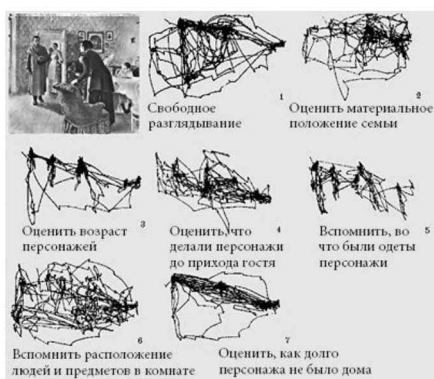 1
Свободное
разглядывание
2
Оценить материальное
положение семьи
3
Оценить возраст
персонажей
4
Оценить, что
делали персонажи
до прихода гостя
5
Вспомнить, во
что были одеты
персонажи
6
Вспомнить расположение
людей и предметов в комнате
7
Оценить, как долго
персонажа не было дома